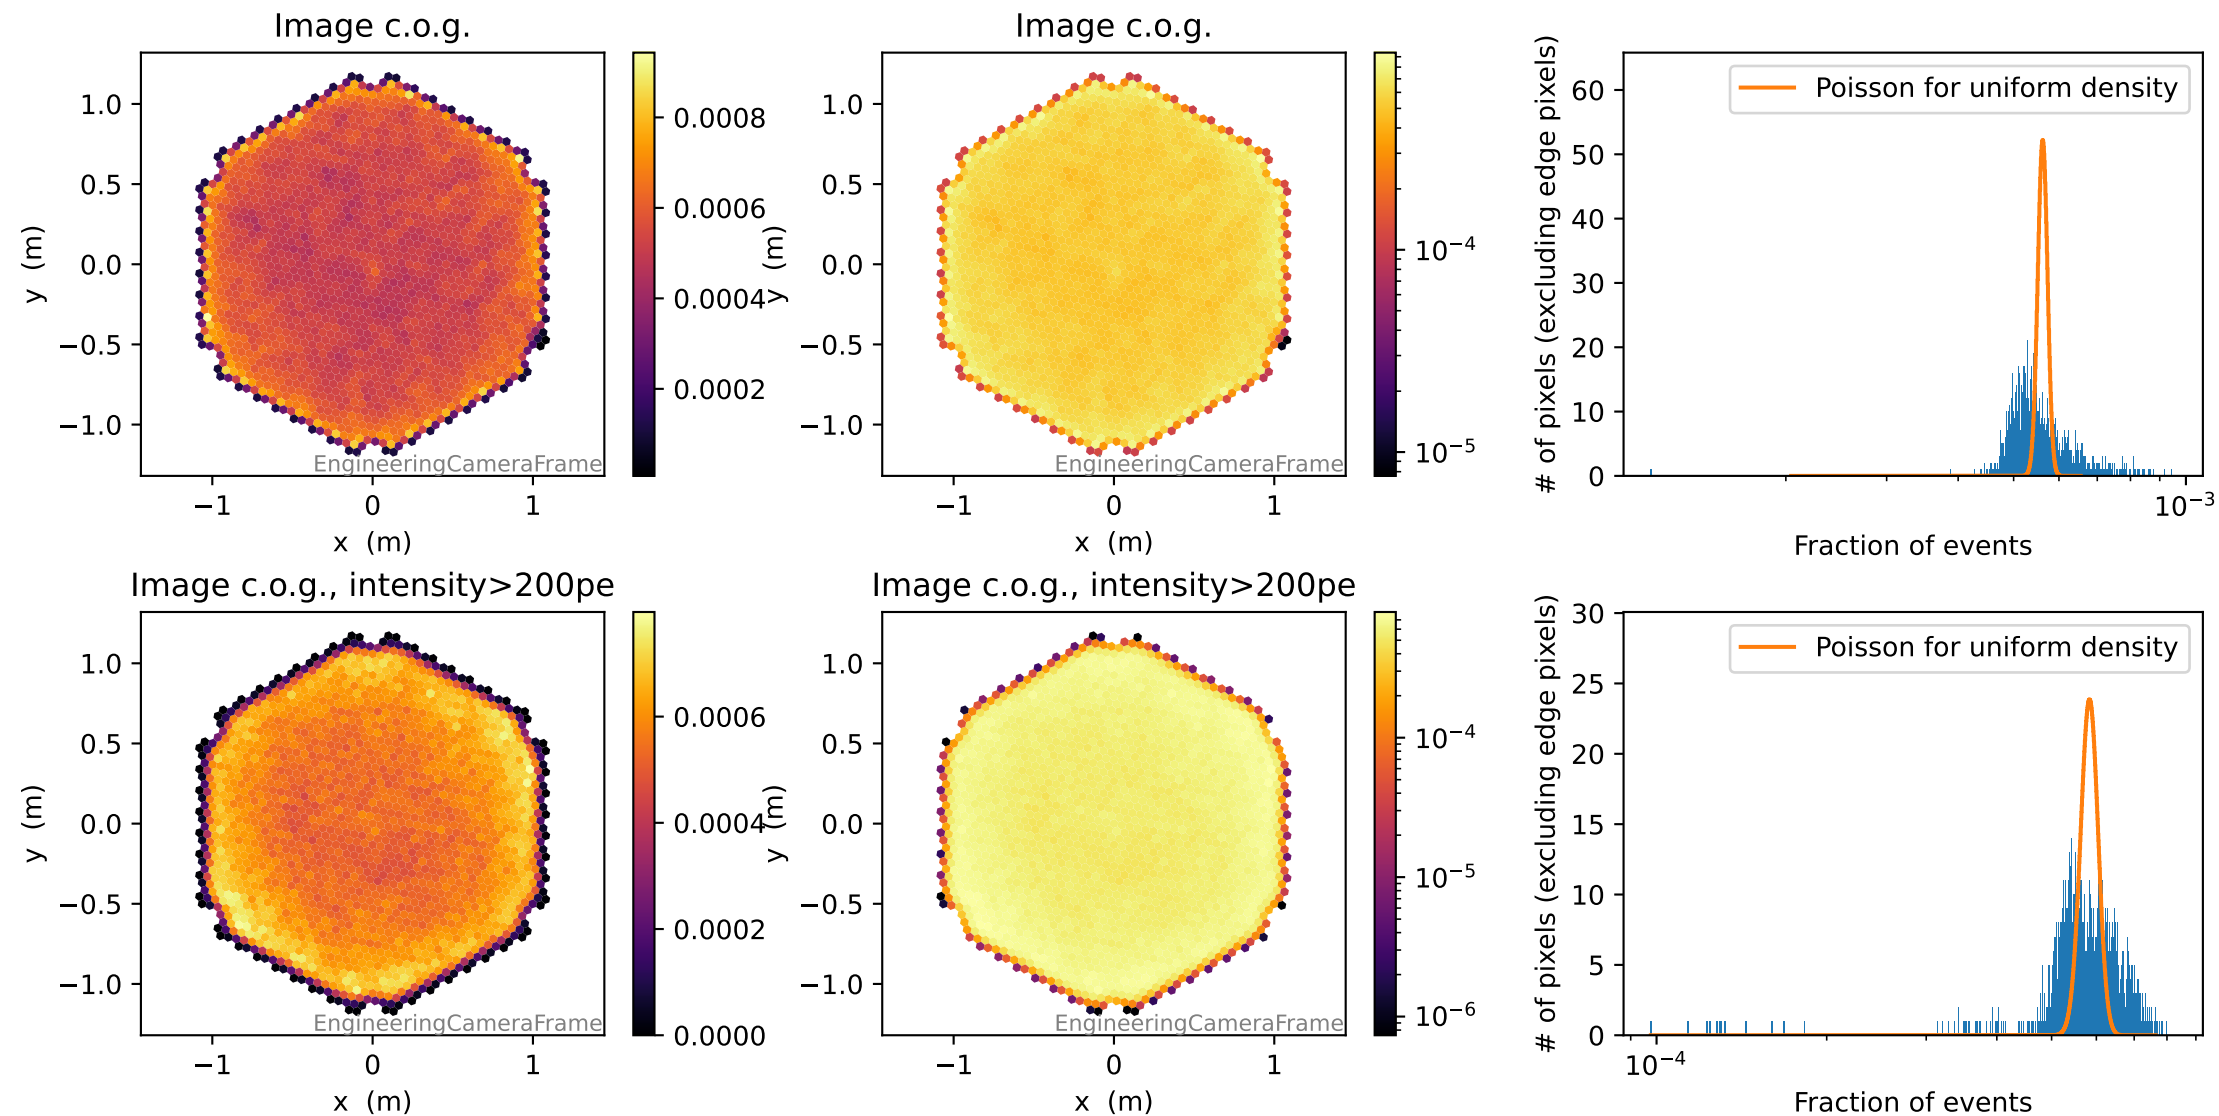 Image c.o.g.
y (m)
1.0
0.5
0.0
−0.5
−1.0
−1
0
1
x (m)
EngineeringCameraFrame
0.0008
0.0006
0.0004
0.0002
Image c.o.g.
y (m)
1.0
0.5
0.0
−0.5
−1.0
−1
0
1
x (m)
EngineeringCameraFrame
10⁻⁴
10⁻⁵
# of pixels (excluding edge pixels)
60
50
40
30
20
10
0
Poisson for uniform density
10⁻³
Fraction of events
Image c.o.g., intensity>200pe
y (m)
1.0
0.5
0.0
−0.5
−1.0
−1
0
1
x (m)
EngineeringCameraFrame
0.0006
0.0004
0.0002
0.0000
Image c.o.g., intensity>200pe
y (m)
1.0
0.5
0.0
−0.5
−1.0
−1
0
1
x (m)
EngineeringCameraFrame
10⁻⁴
10⁻⁵
10⁻⁶
# of pixels (excluding edge pixels)
30
25
20
15
10
5
0
Poisson for uniform density
10⁻⁴
Fraction of events